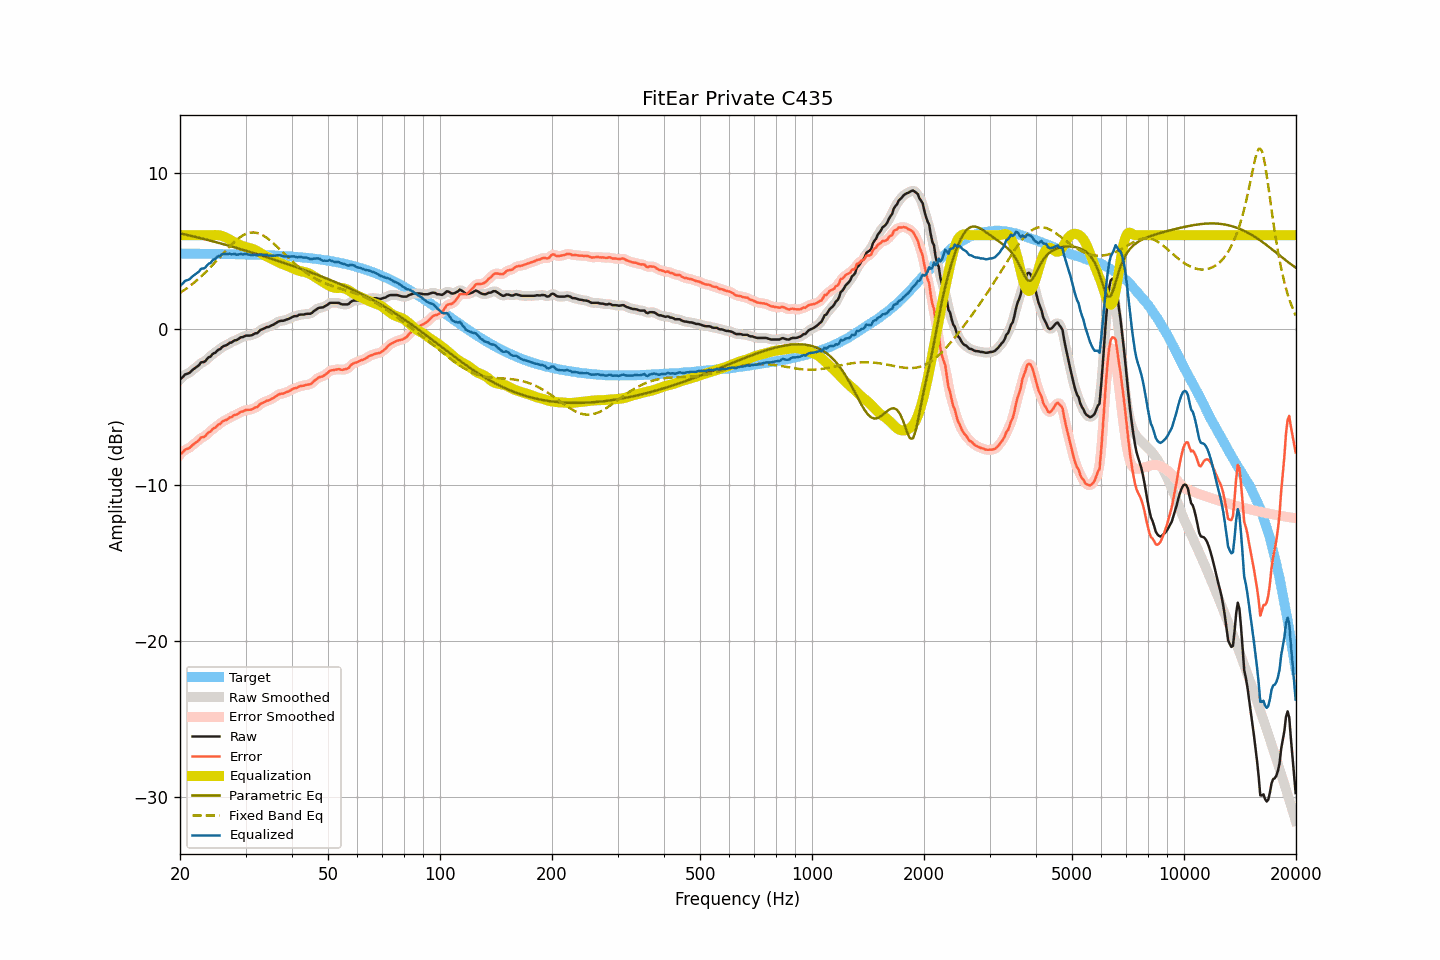 FitEar Private C435
10
0
−10
−20
−30
Amplitude (dBr)
Target
Raw Smoothed
Error Smoothed
Raw
Error
Equalization
Parametric Eq
Fixed Band Eq
Equalized
20 50 100 200 500 1000 2000 5000 10000 20000
Frequency (Hz)